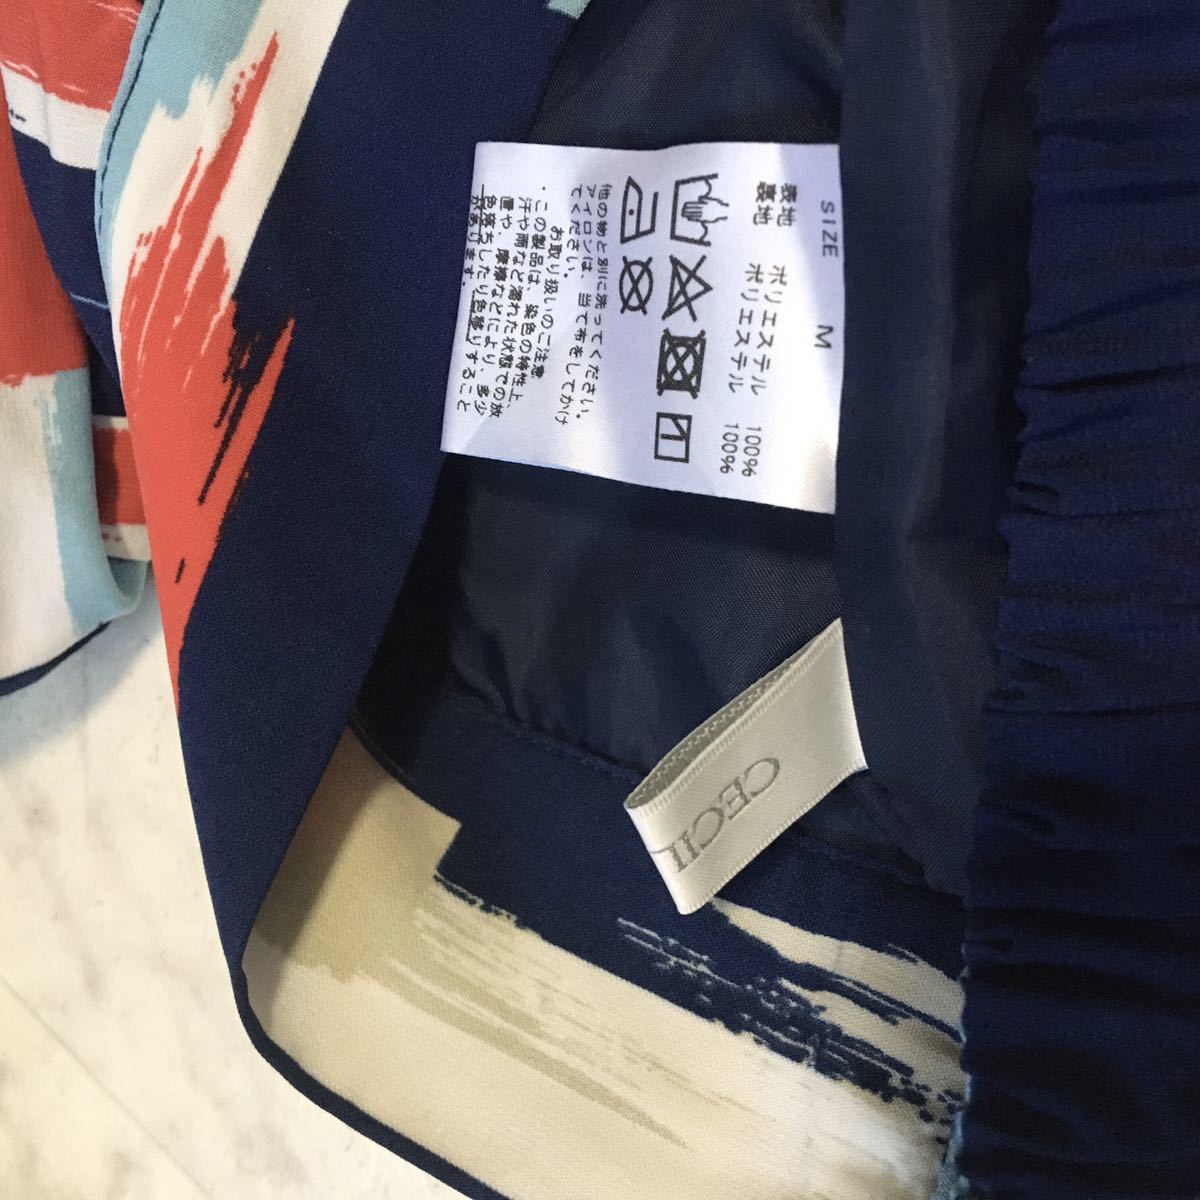 SIZE M
表地 ポリエステル 100%
裏地 ポリエステル 100%
他の物と別に洗ってください。
アイロンは、当て布をしてかけ
てください。
お取り扱いのご注意
・この製品は、染色の特性上、
汗や雨など濡れた状態での放
置や、摩擦などにより、多少
色落ちしたり色移りすること
があります。
CECIL